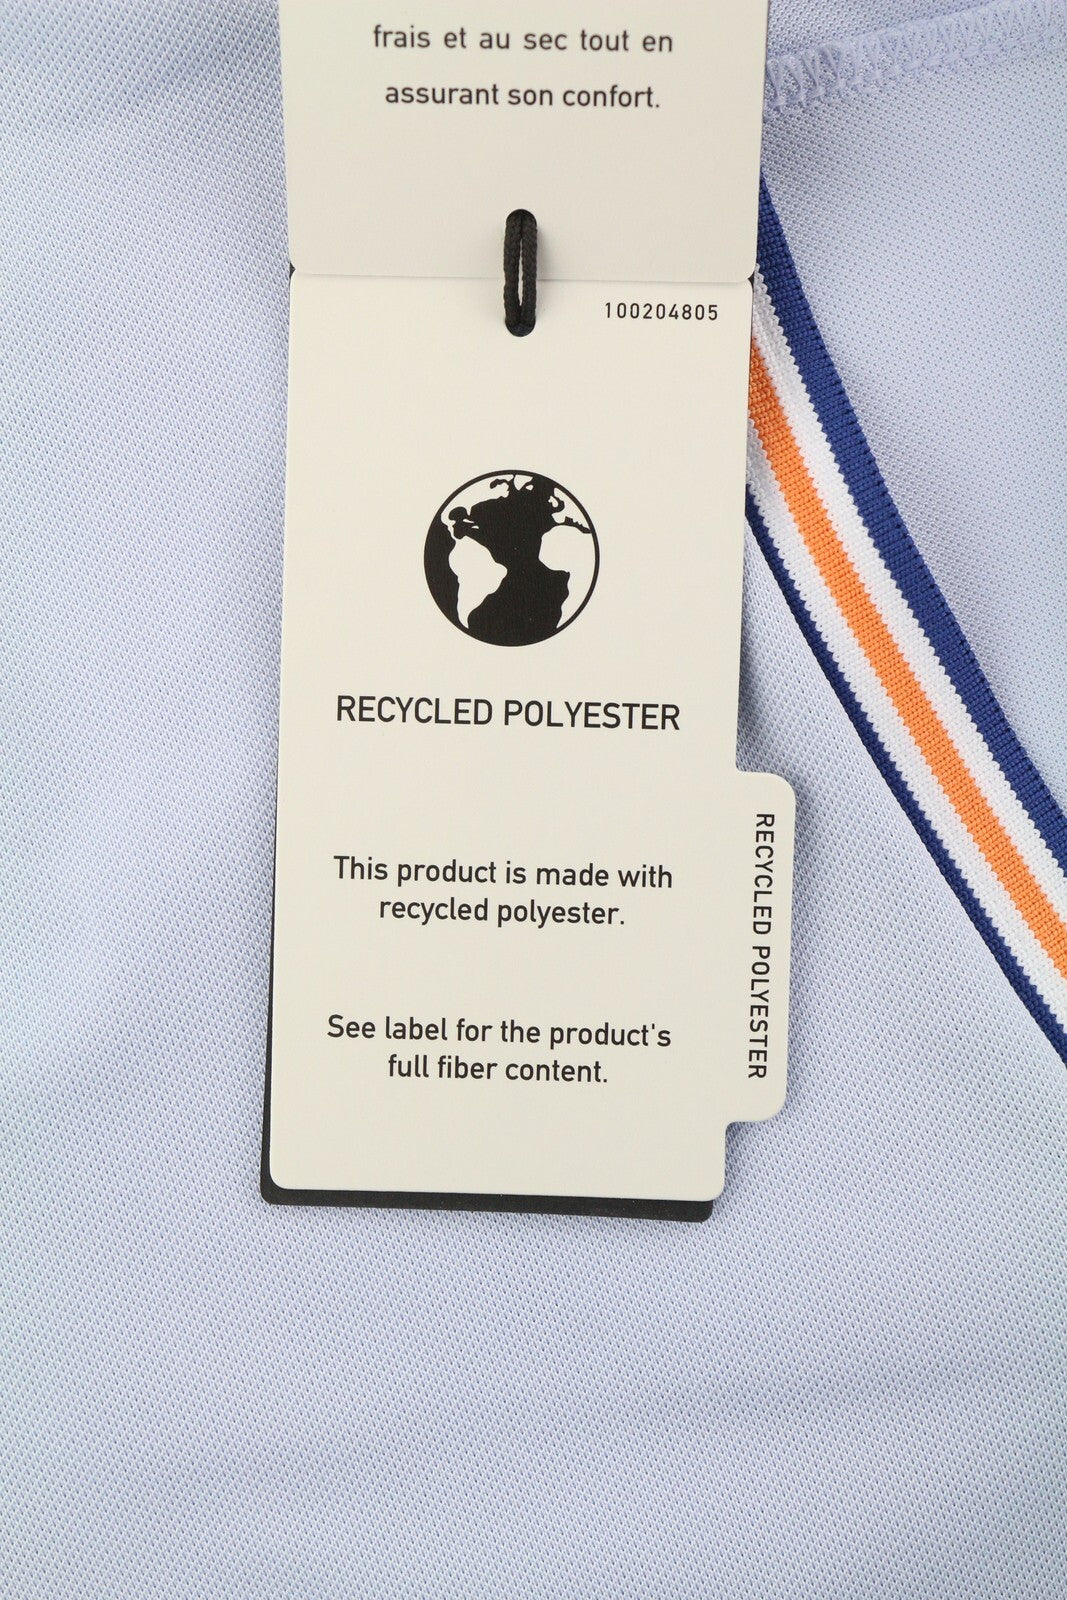 frais et au sec tout en
assurant son confort.
100204805
RECYCLED POLYESTER
This product is made with
recycled polyester.
See label for the product's
full fiber content.
RECYCLED POLYESTER